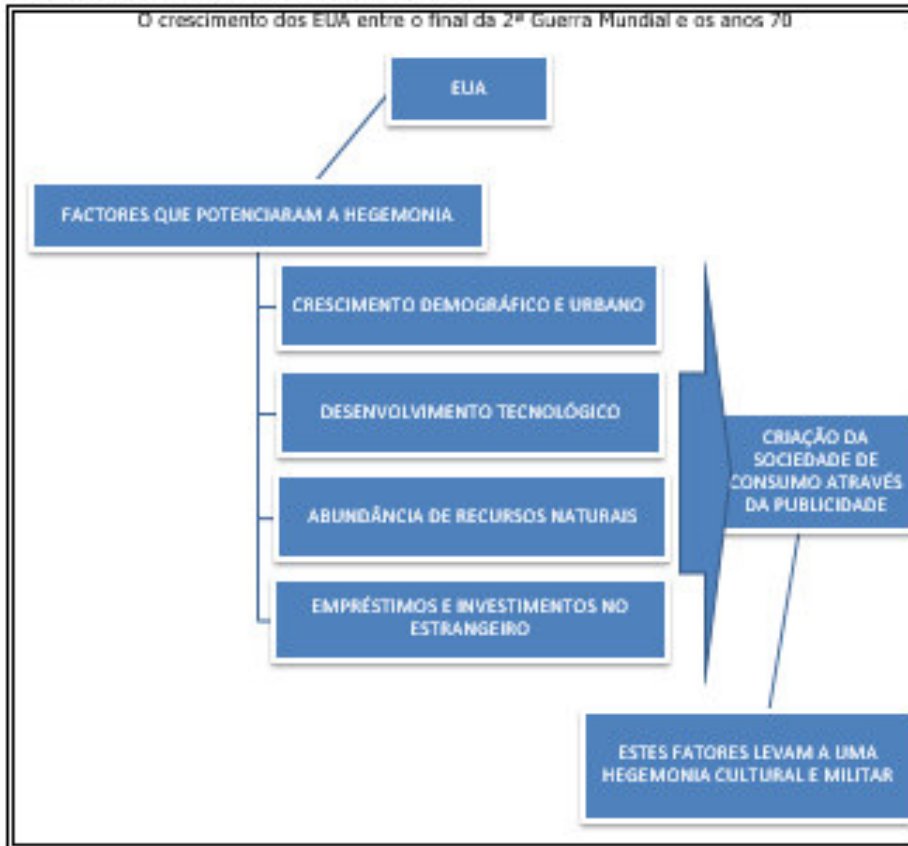 O crescimento dos EUA entre o final da 2ª Guerra Mundial e os anos 70
EUA
FACTORES QUE POTENCIARAM A HEGEMONIA
CRESCIMENTO DEMOGRÁFICO E URBANO
DESENVOLVIMENTO TECNOLÓGICO
ABUNDÂNCIA DE RECURSOS NATURAIS
EMPRÉSTIMOS E INVESTIMENTOS NO
ESTRANGEIRO
CRIAÇÃO DA
SOCIEDADE DE
CONSUMO ATRAVÉS
DA PUBLICIDADE
ESTES FATORES LEVAM A UMA
HEGEMONIA CULTURAL E MILITAR